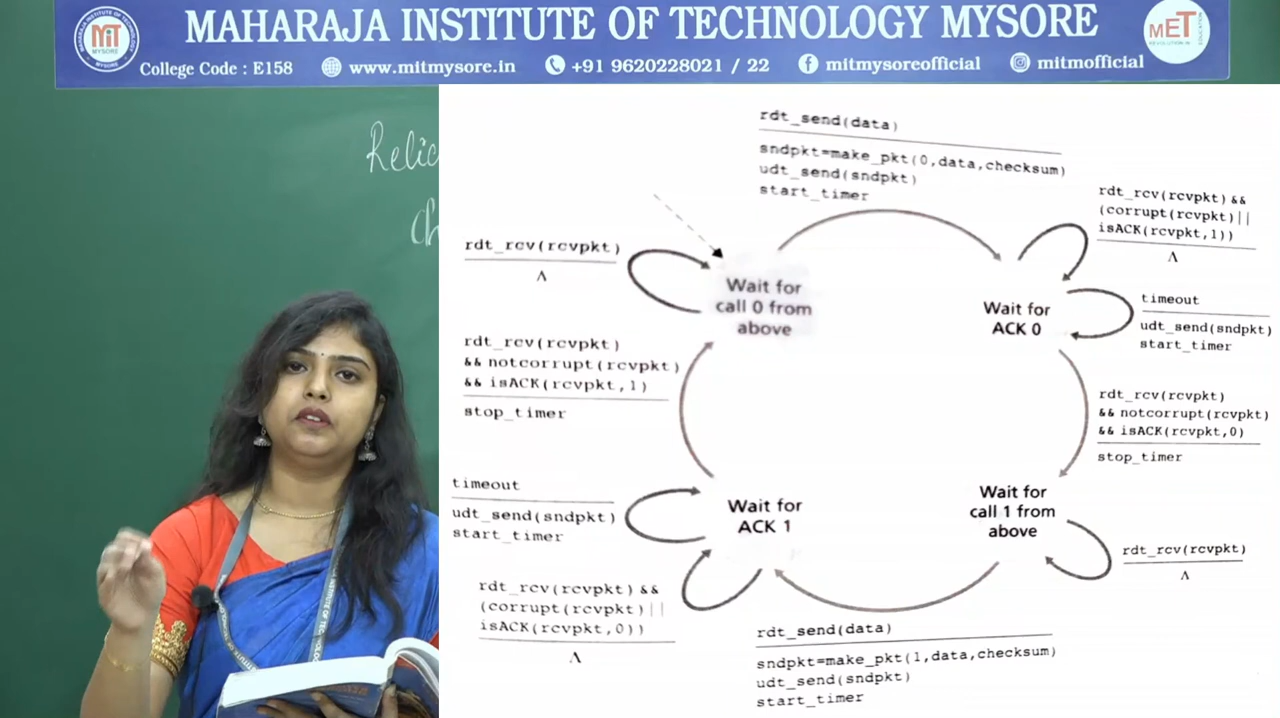 MAHARAJA INSTITUTE OF TECHNOLOGY MYSORE
MIT
MYSORE
MET
College Code : E158
www.mitmysore.in
+91 9620228021 / 22
mitmysoreofficial
mitmofficial
rdt_send(data)
sndpkt=make_pkt(0,data,checksum)
udt_send(sndpkt)
start_timer
rdt_rcv(rcvpkt) &&
(corrupt(rcvpkt)||
isACK(rcvpkt,1))
Λ
rdt_rcv(rcvpkt)
Λ
Wait for
call 0 from
above
Wait for
ACK 0
timeout
udt_send(sndpkt)
start_timer
rdt_rcv(rcvpkt)
&& notcorrupt(rcvpkt)
&& isACK(rcvpkt,1)
stop_timer
rdt_rcv(rcvpkt)
&& notcorrupt(rcvpkt)
&& isACK(rcvpkt,0)
stop_timer
timeout
udt_send(sndpkt)
start_timer
Wait for
ACK 1
Wait for
call 1 from
above
rdt_rcv(rcvpkt)
Λ
rdt_rcv(rcvpkt) &&
(corrupt(rcvpkt)||
isACK(rcvpkt,0))
Λ
rdt_send(data)
sndpkt=make_pkt(1,data,checksum)
udt_send(sndpkt)
start_timer